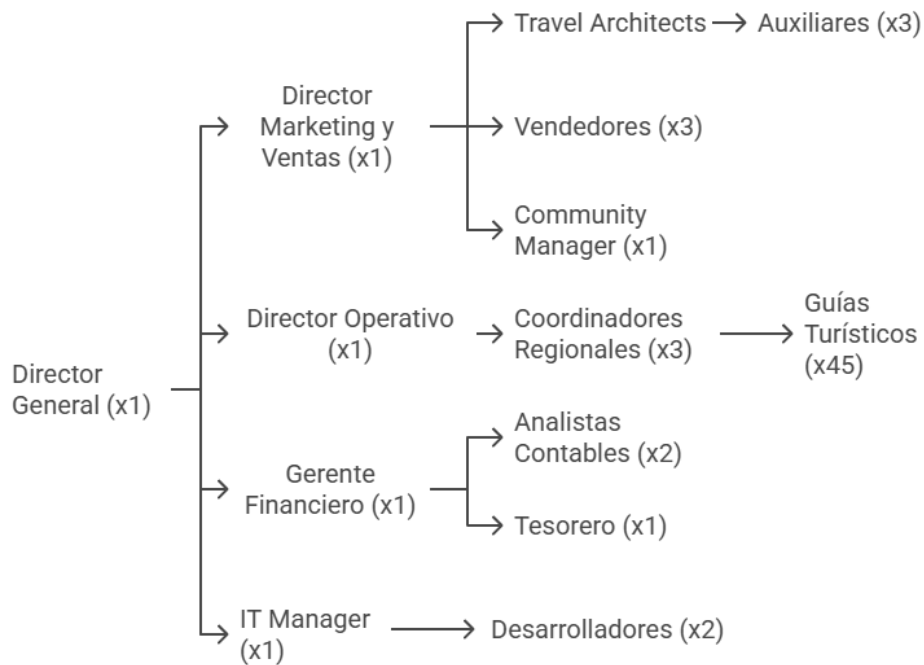 Travel Architects
Auxiliares (x3)
Director
Marketing y
Ventas (x1)
Vendedores (x3)
Community
Manager (x1)
Director Operativo
(x1)
Coordinadores
Regionales (x3)
Guías
Turísticos
(x45)
Director
General (x1)
Analistas
Contables (x2)
Gerente
Financiero (x1)
Tesorero (x1)
IT Manager
(x1)
Desarrolladores (x2)